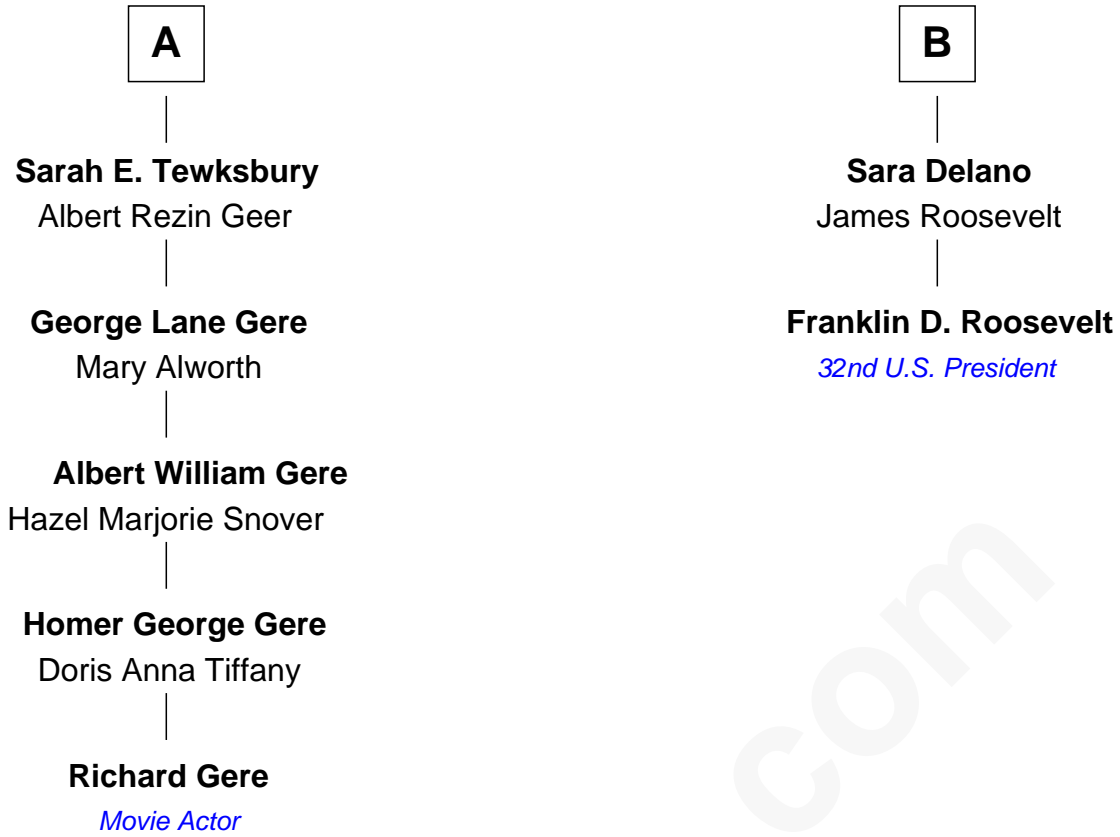 A
Sarah E. Tewksbury
Albert Rezin Geer
George Lane Gere
Mary Alworth
Albert William Gere
Hazel Marjorie Snover
Homer George Gere
Doris Anna Tiffany
Richard Gere
Movie Actor
B
Sara Delano
James Roosevelt
Franklin D. Roosevelt
32nd U.S. President
com